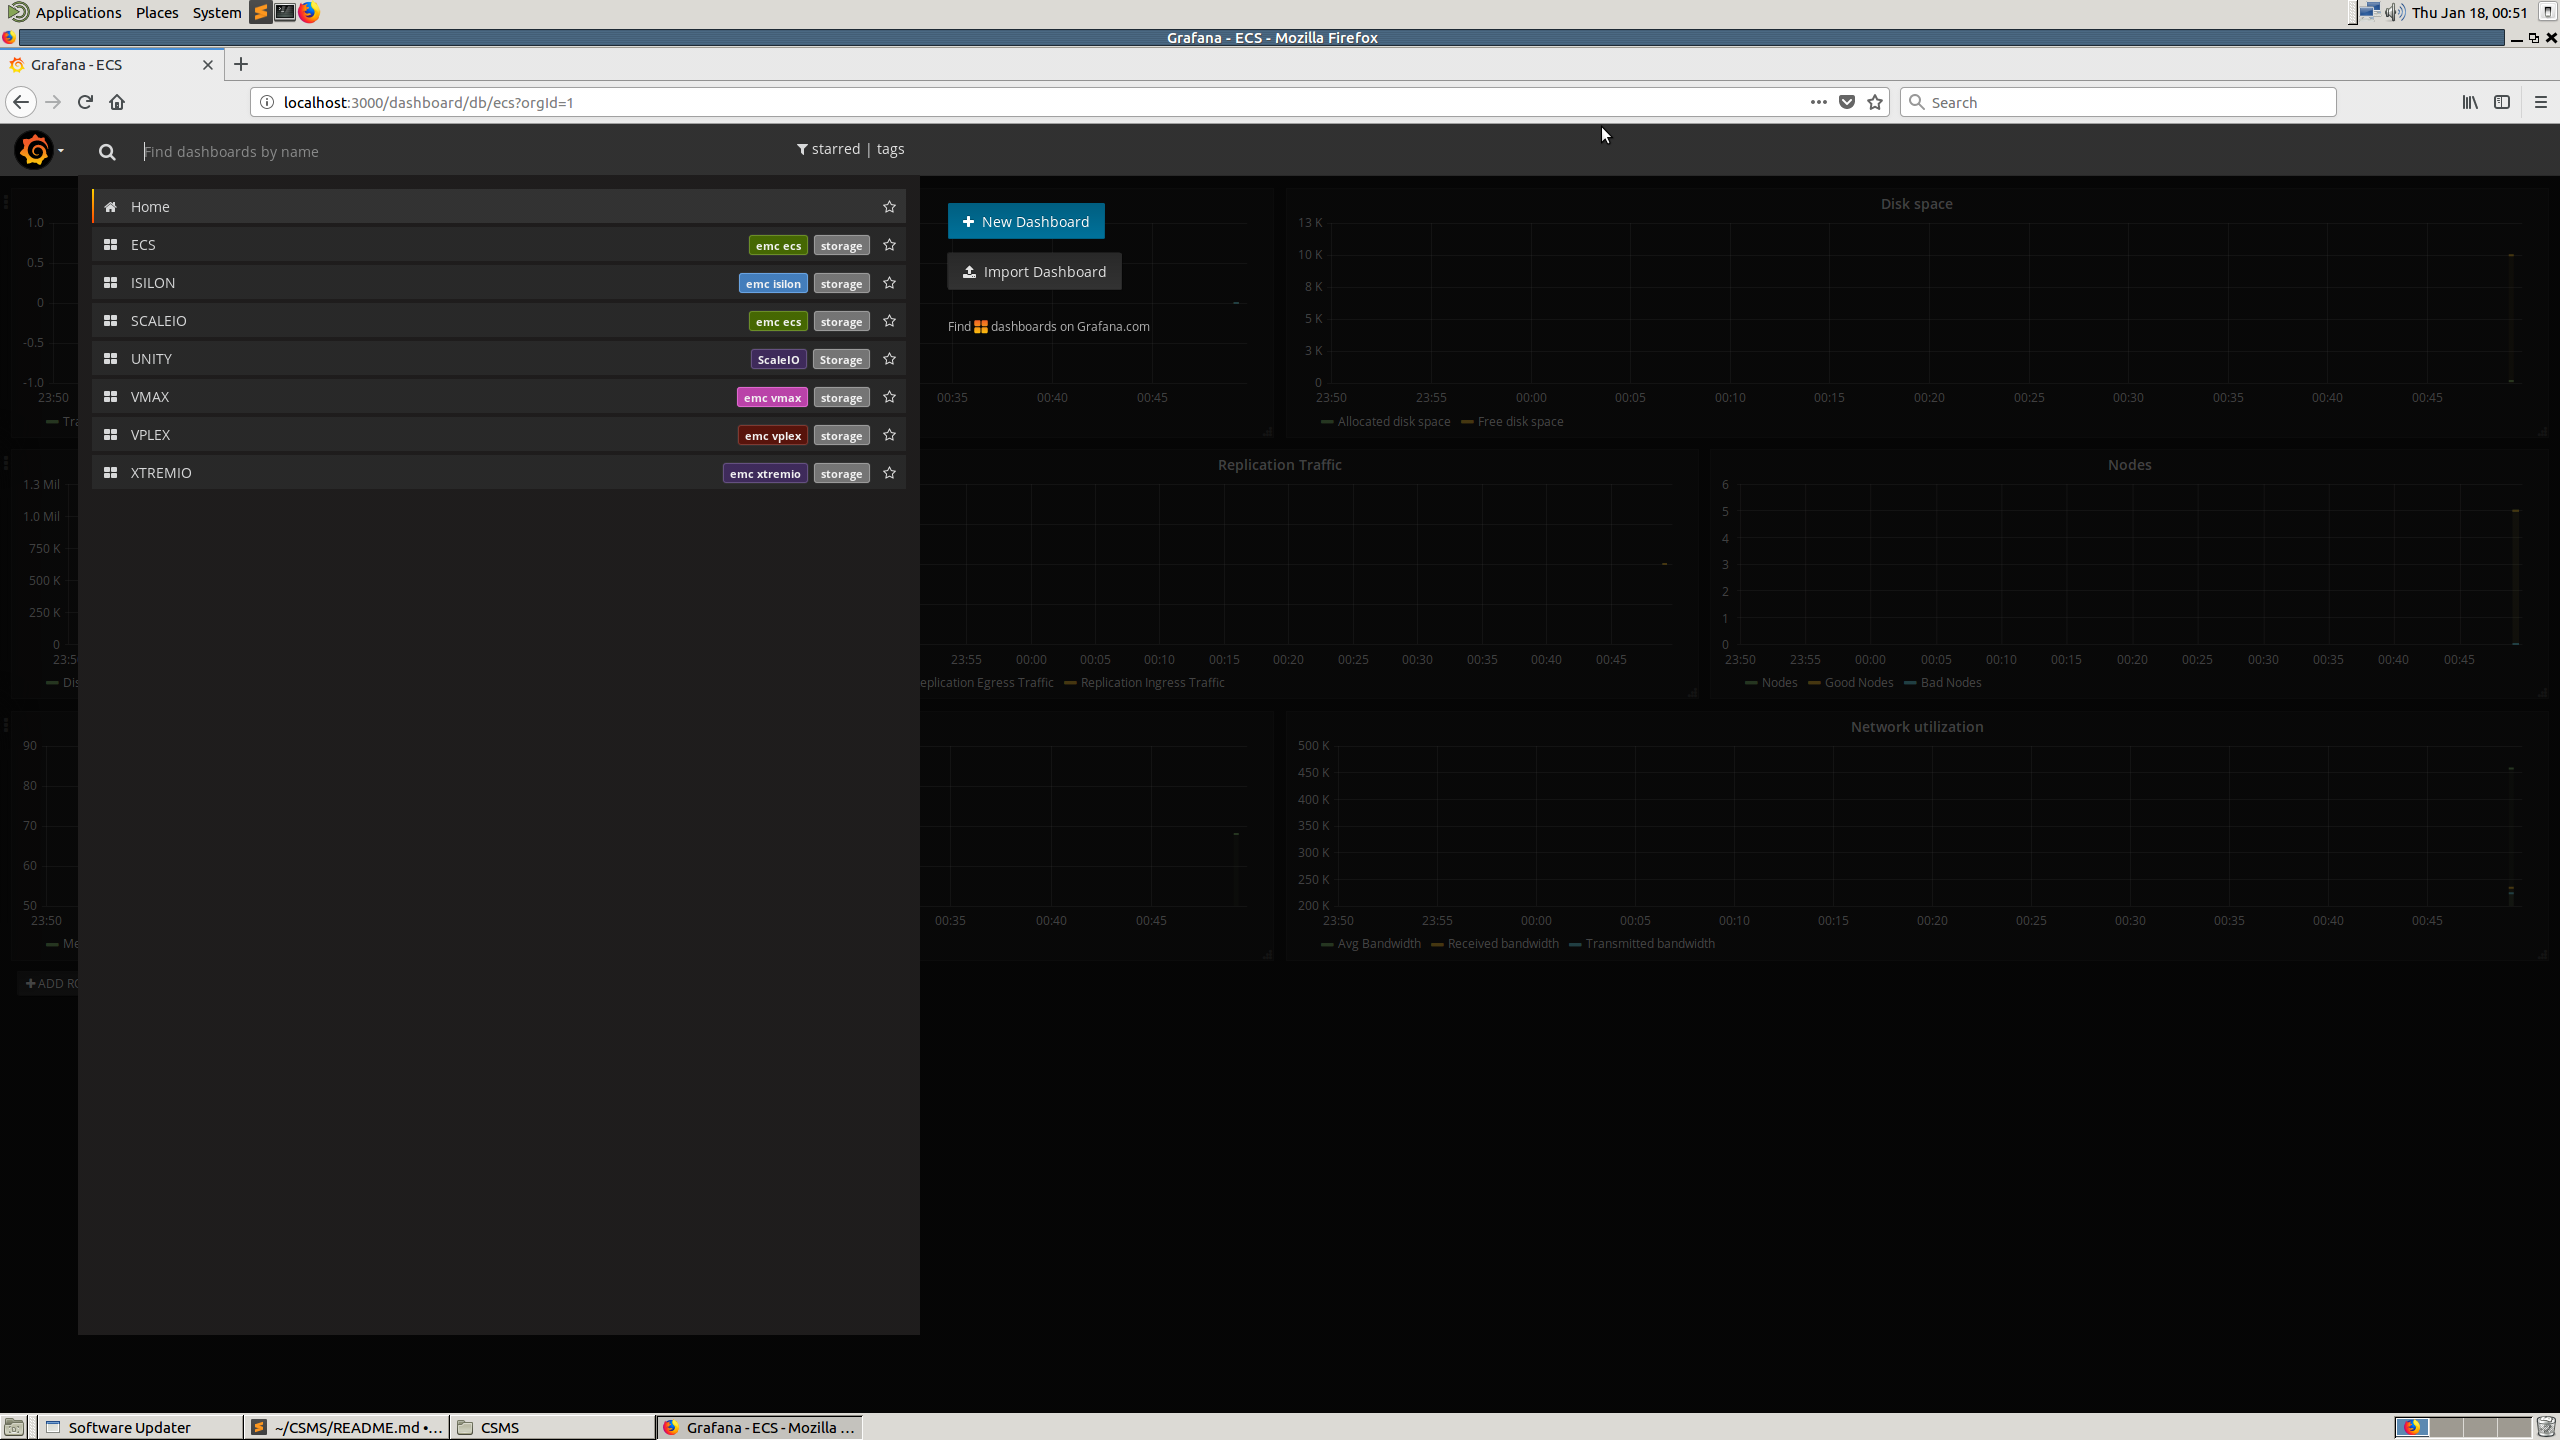 Applications Places System Thu Jan 18, 00:51
Grafana - ECS - Mozilla Firefox
Grafana - ECS
localhost:3000/dashboard/db/ecs?orgId=1 Search
Find dashboards by name starred | tags
Home
ECS emc ecs storage
ISILON emc isilon storage
SCALEIO emc ecs storage
UNITY ScaleIO Storage
VMAX emc vmax storage
VPLEX emc vplex storage
XTREMIO emc xtremio storage
New Dashboard
Import Dashboard
Find dashboards on Grafana.com
1.0
0.5
0
-0.5
-1.0
23:50 00:35 00:40 00:45
Tra
Disk space
13 K
10 K
8 K
5 K
3 K
0
23:50 23:55 00:00 00:05 00:10 00:15 00:20 00:25 00:30 00:35 00:40 00:45
Allocated disk space Free disk space
1.3 Mil
1.0 Mil
750 K
500 K
250 K
0
23:5
Dis
Replication Traffic
23:55 00:00 00:05 00:10 00:15 00:20 00:25 00:30 00:35 00:40 00:45
eplication Egress Traffic Replication Ingress Traffic
Nodes
6
5
4
3
2
1
0
23:50 23:55 00:00 00:05 00:10 00:15 00:20 00:25 00:30 00:35 00:40 00:45
Nodes Good Nodes Bad Nodes
90
80
70
60
50
23:50 00:35 00:40 00:45
Me
Network utilization
500 K
450 K
400 K
350 K
300 K
250 K
200 K
23:50 23:55 00:00 00:05 00:10 00:15 00:20 00:25 00:30 00:35 00:40 00:45
Avg Bandwidth Received bandwidth Transmitted bandwidth
ADD RO
Software Updater ~/CSMS/README.md •... CSMS Grafana - ECS - Mozilla ...